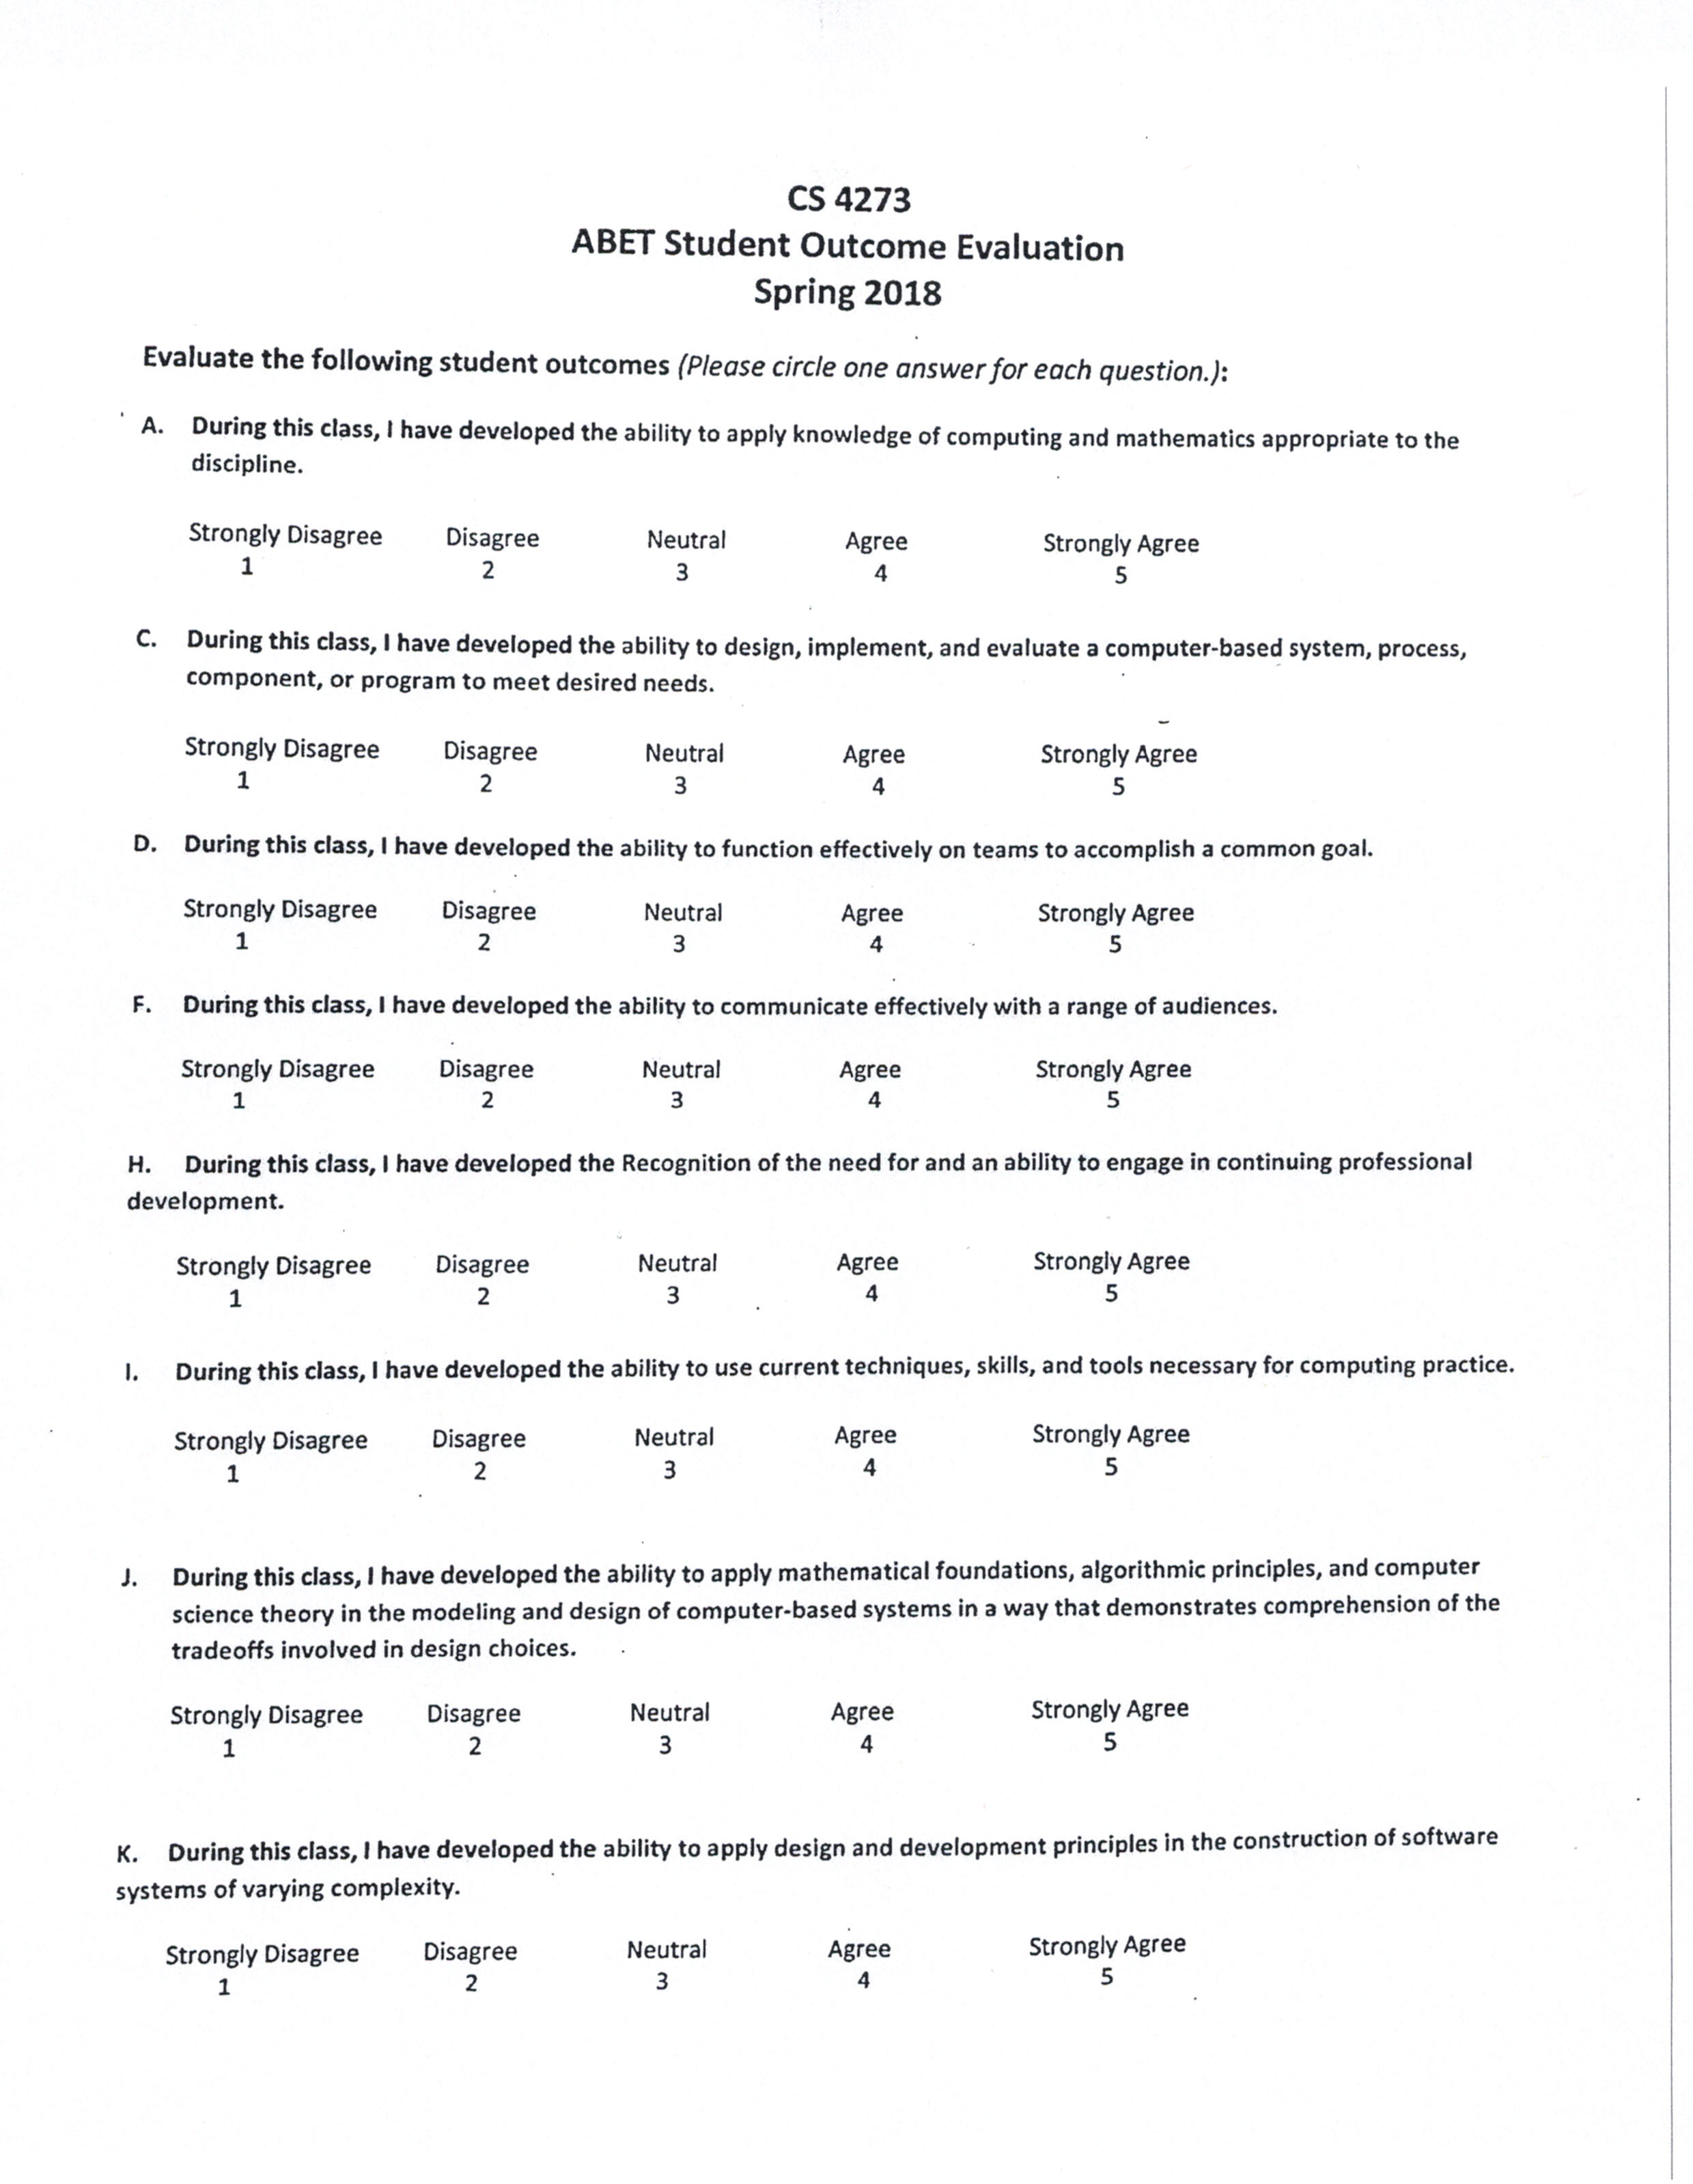 CS 4273
ABET Student Outcome Evaluation
Spring 2018
Evaluate the following student outcomes (Please circle one answer for each question.):
A. During this class, I have developed the ability to apply knowledge of computing and mathematics appropriate to the
discipline.
Strongly Disagree Disagree Neutral Agree Strongly Agree
1 2 3 4 5
C. During this class, I have developed the ability to design, implement, and evaluate a computer-based system, process,
component, or program to meet desired needs.
Strongly Disagree Disagree Neutral Agree Strongly Agree
1 2 3 4 5
D. During this class, I have developed the ability to function effectively on teams to accomplish a common goal.
Strongly Disagree Disagree Neutral Agree Strongly Agree
1 2 3 4 5
F. During this class, I have developed the ability to communicate effectively with a range of audiences.
Strongly Disagree Disagree Neutral Agree Strongly Agree
1 2 3 4 5
H. During this class, I have developed the Recognition of the need for and an ability to engage in continuing professional
development.
Strongly Disagree Disagree Neutral Agree Strongly Agree
1 2 3 4 5
I. During this class, I have developed the ability to use current techniques, skills, and tools necessary for computing practice.
Strongly Disagree Disagree Neutral Agree Strongly Agree
1 2 3 4 5
J. During this class, I have developed the ability to apply mathematical foundations, algorithmic principles, and computer
science theory in the modeling and design of computer-based systems in a way that demonstrates comprehension of the
tradeoffs involved in design choices.
Strongly Disagree Disagree Neutral Agree Strongly Agree
1 2 3 4 5
K. During this class, I have developed the ability to apply design and development principles in the construction of software
systems of varying complexity.
Strongly Disagree Disagree Neutral Agree Strongly Agree
1 2 3 4 5